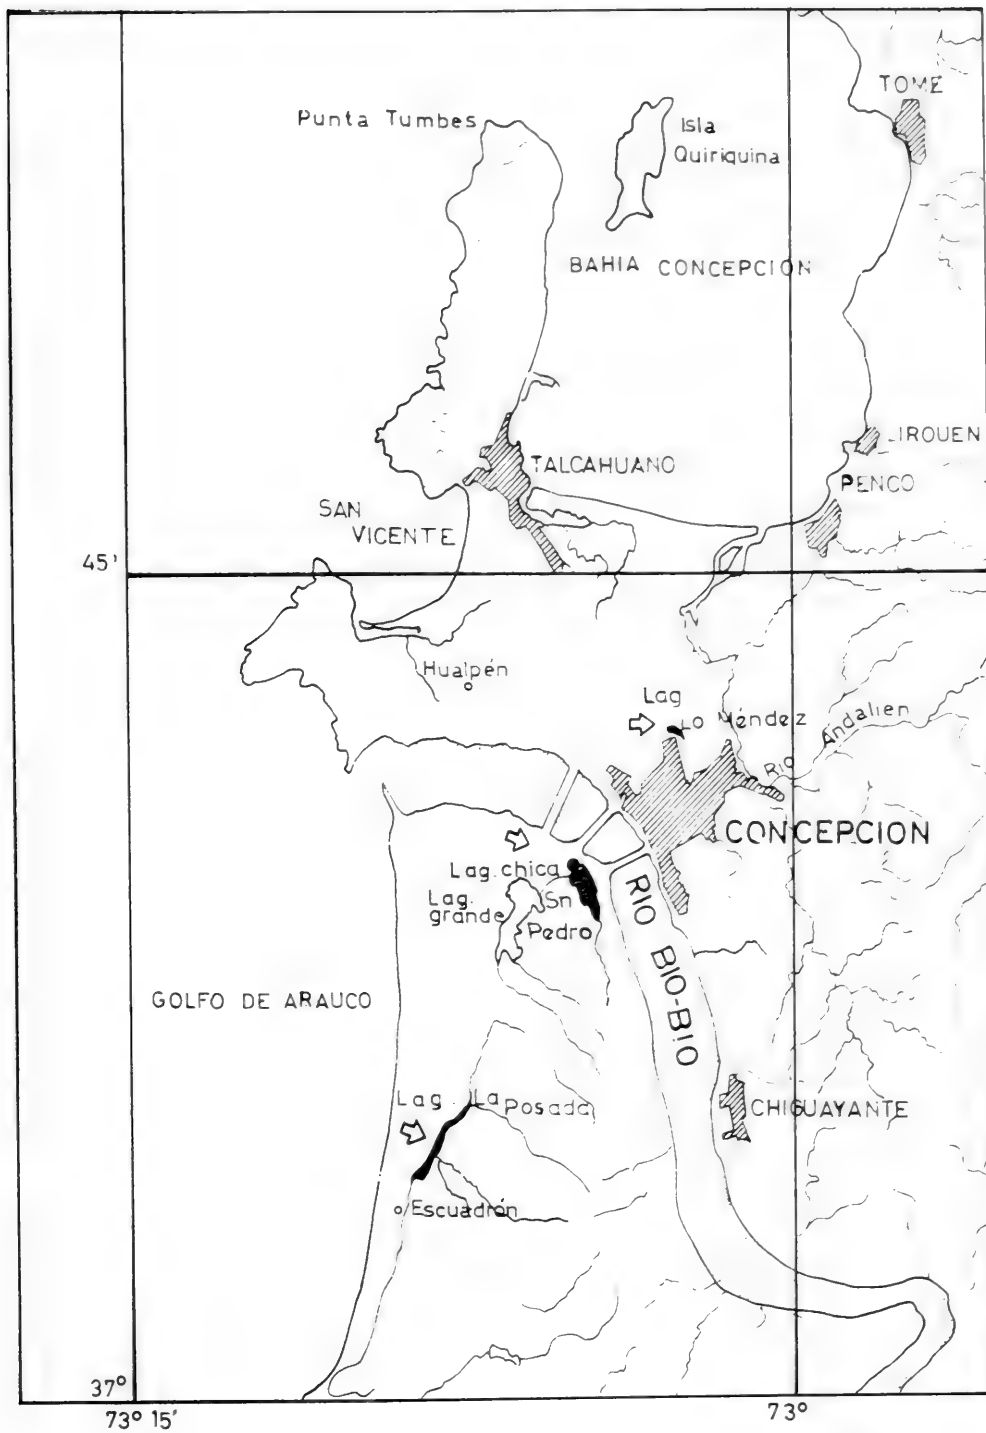 TOME
Punta Tumbes
Isla
Quiriquina
BAHIA CONCEPCION
LIROUEN
TALCAHUANO
PENCO
SAN
VICENTE
45'
Hualpén
Lag
Lo Méndez
Rio Andalien
CONCEPCION
Lag. chica
Lag.
grande
Sn
Pedro
RIO BIO-BIO
GOLFO DE ARAUCO
Lag. La Posada
CHIGUAYANTE
Escuadrón
37°
73° 15'
73°